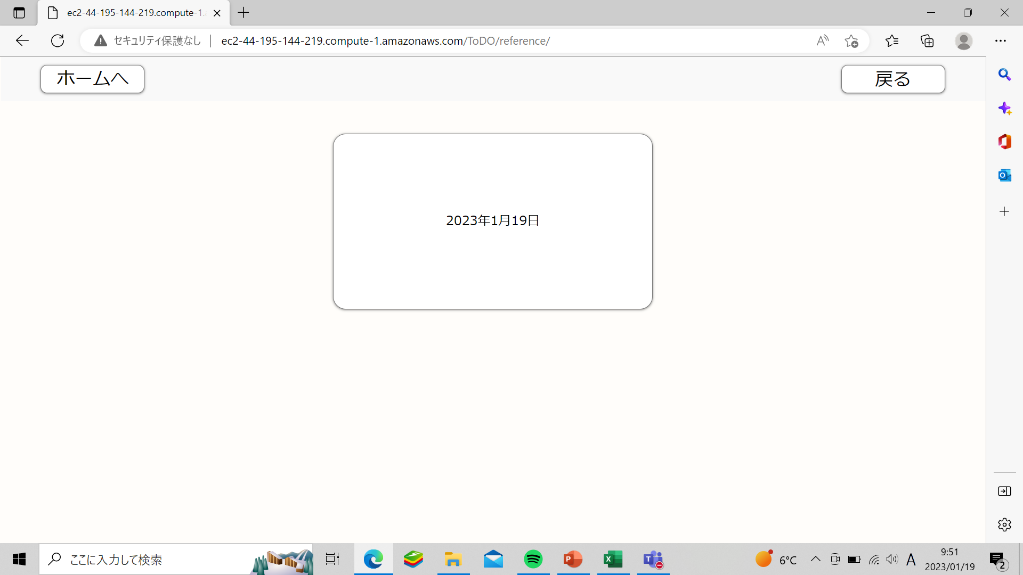 ec2-44-195-144-219.compute-1.
セキュリティ保護なし
ec2-44-195-144-219.compute-1.amazonaws.com/ToDO/reference/
ホームへ
戻る
2023年1月19日
ここに入力して検索
6°C
A
9:51
2023/01/19
2